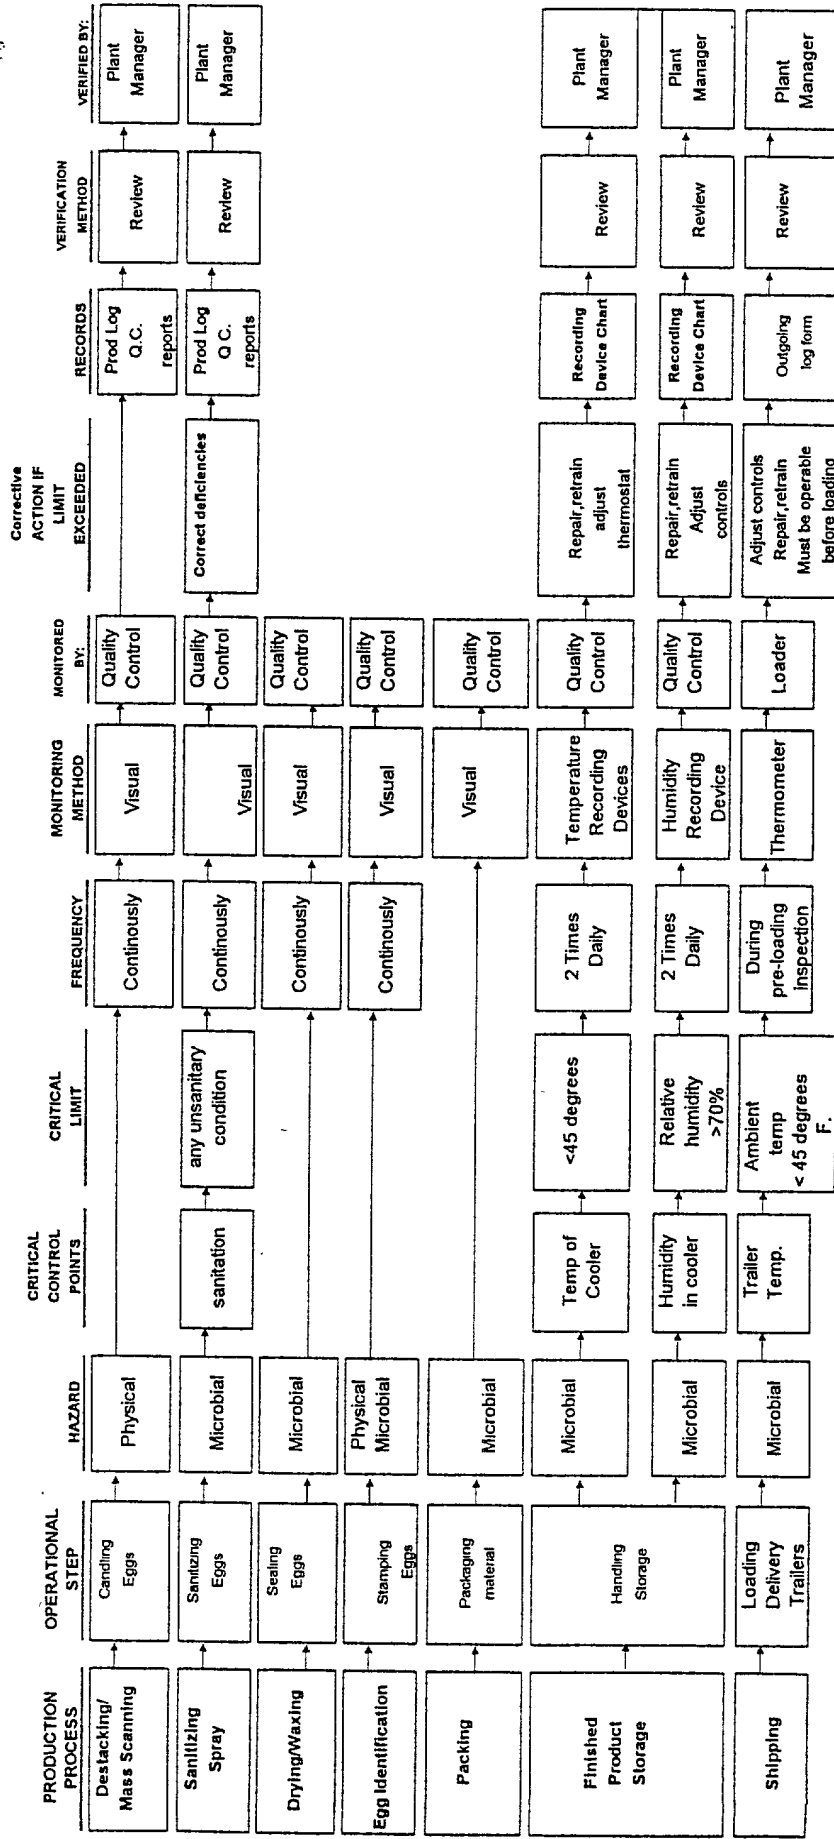 PRODUCTION
PROCESS
OPERATIONAL
STEP
HAZARD
CRITICAL
CONTROL
POINTS
CRITICAL
LIMIT
FREQUENCY
MONITORING
METHOD
MONITORED
BY:
Corrective
ACTION IF
LIMIT
EXCEEDED
RECORDS
VERIFICATION
METHOD
VERIFIED BY:
Destacking/
Mass Scanning
Candling
Eggs
Physical
Continously
Visual
Quality
Control
Prod Log
Q.C.
reports
Review
Plant
Manager
Sanitizing
Spray
Sanitizing
Eggs
Microbial
sanitation
any unsanitary
condition
Continously
Visual
Quality
Control
Correct deficiencies
Prod Log
Q C.
reports
Review
Plant
Manager
Drying/Waxing
Sealing
Eggs
Microbial
Continously
Visual
Quality
Control
Egg Identification
Stamping
Eggs
Physical
Microbial
Continously
Visual
Quality
Control
Packing
Packaging
material
Microbial
Visual
Quality
Control
Finished
Product
Storage
Handling
Storage
Microbial
Temp of
Cooler
<45 degrees
2 Times
Daily
Temperature
Recording
Devices
Quality
Control
Repair,retrain
adjust
thermostat
Recording
Device Chart
Review
Plant
Manager
Microbial
Humidity
in cooler
Relative
humidity
>70%
2 Times
Daily
Humidity
Recording
Device
Quality
Control
Repair,retrain
Adjust
controls
Recording
Device Chart
Review
Plant
Manager
Shipping
Loading
Delivery
Trailers
Microbial
Trailer
Temp.
Ambient
temp
< 45 degrees
F.
During
pre-loading
inspection
Thermometer
Loader
Adjust controls
Repair,retrain
Must be operable
before loading
Outgoing
log form
Review
Plant
Manager